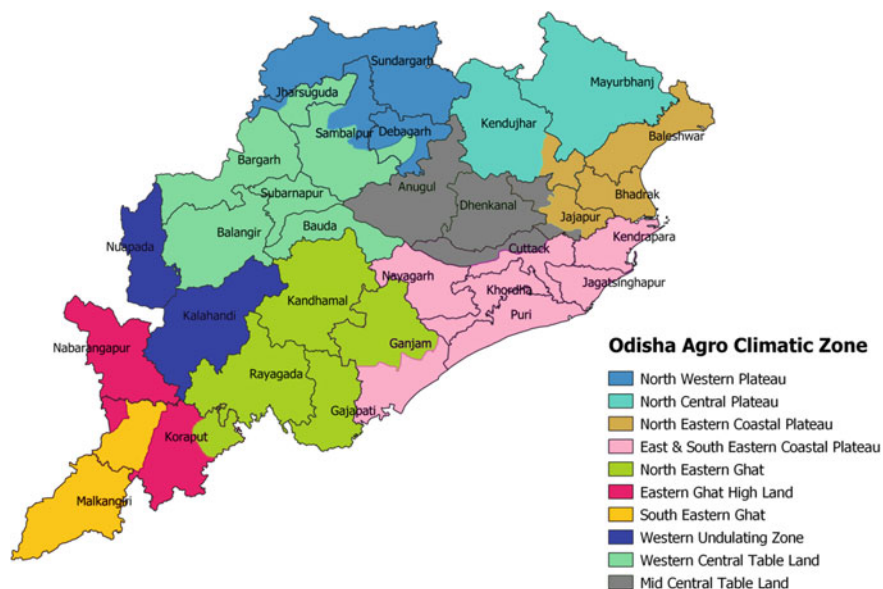 Sundargarh
Mayurbhanj
Jharsuguda
Baleshwar
Sambalpur
Debagarh
Kendujhar
Bargarh
Anugul
Bhadrak
Subarnapur
Dhenkanal
Jajapur
Balangir
Bauda
Kendrapara
Nuapada
Cuttack
Nayagarh
Jagatsinghapur
Khordha
Kandhamal
Kalahandi
Puri
Ganjam
Nabarangapur
Rayagada
Gajapati
Koraput
Malkangiri
Odisha Agro Climatic Zone
North Western Plateau
North Central Plateau
North Eastern Coastal Plateau
East & South Eastern Coastal Plateau
North Eastern Ghat
Eastern Ghat High Land
South Eastern Ghat
Western Undulating Zone
Western Central Table Land
Mid Central Table Land